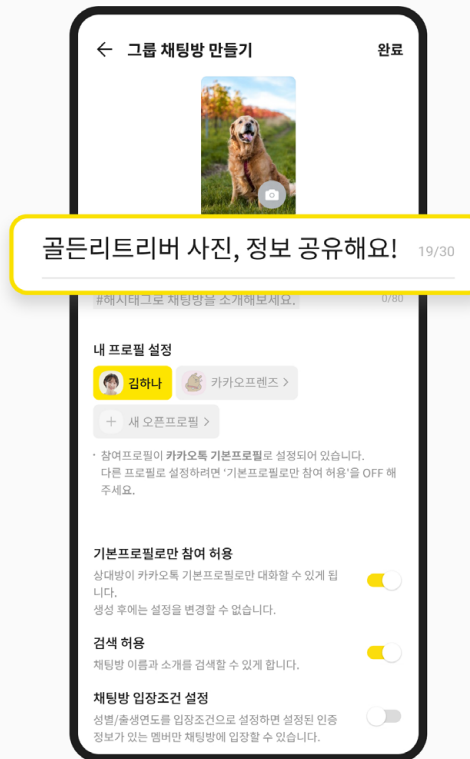 ← 그룹 채팅방 만들기 완료
골든리트리버 사진, 정보 공유해요! 19/30
#해시태그로 채팅방을 소개해보세요. 0/80
내 프로필 설정
김하나 카카오프렌즈 >
+ 새 오픈프로필 >
· 참여프로필이 카카오톡 기본프로필로 설정되어 있습니다.
다른 프로필로 설정하려면 '기본프로필로만 참여 허용'을 OFF 해
주세요.
기본프로필로만 참여 허용
상대방이 카카오톡 기본프로필로만 대화할 수 있게 됩
니다.
생성 후에는 설정을 변경할 수 없습니다.
검색 허용
채팅방 이름과 소개를 검색할 수 있게 합니다.
채팅방 입장조건 설정
성별/출생연도를 입장조건으로 설정하면 설정된 인증
정보가 있는 멤버만 채팅방에 입장할 수 있습니다.